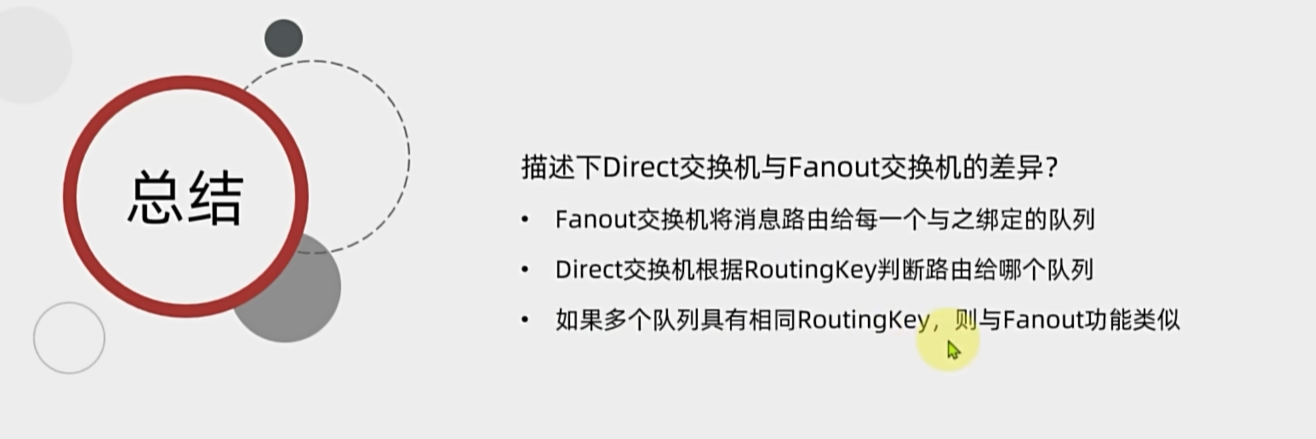 总结
描述下Direct交换机与Fanout交换机的差异？
• Fanout交换机将消息路由给每一个与之绑定的队列
• Direct交换机根据RoutingKey判断路由给哪个队列
• 如果多个队列具有相同RoutingKey，则与Fanout功能类似